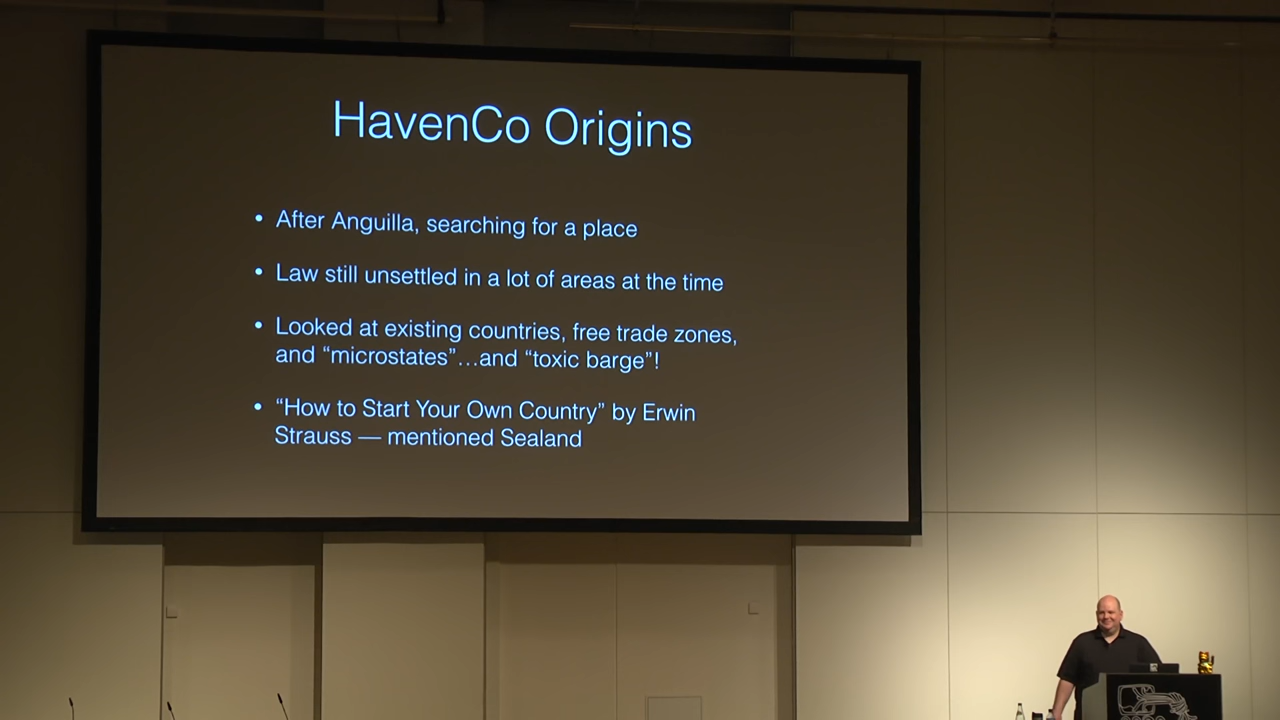 HavenCo Origins
• After Anguilla, searching for a place
• Law still unsettled in a lot of areas at the time
• Looked at existing countries, free trade zones,
and “microstates”…and “toxic barge”!
• “How to Start Your Own Country” by Erwin
Strauss — mentioned Sealand